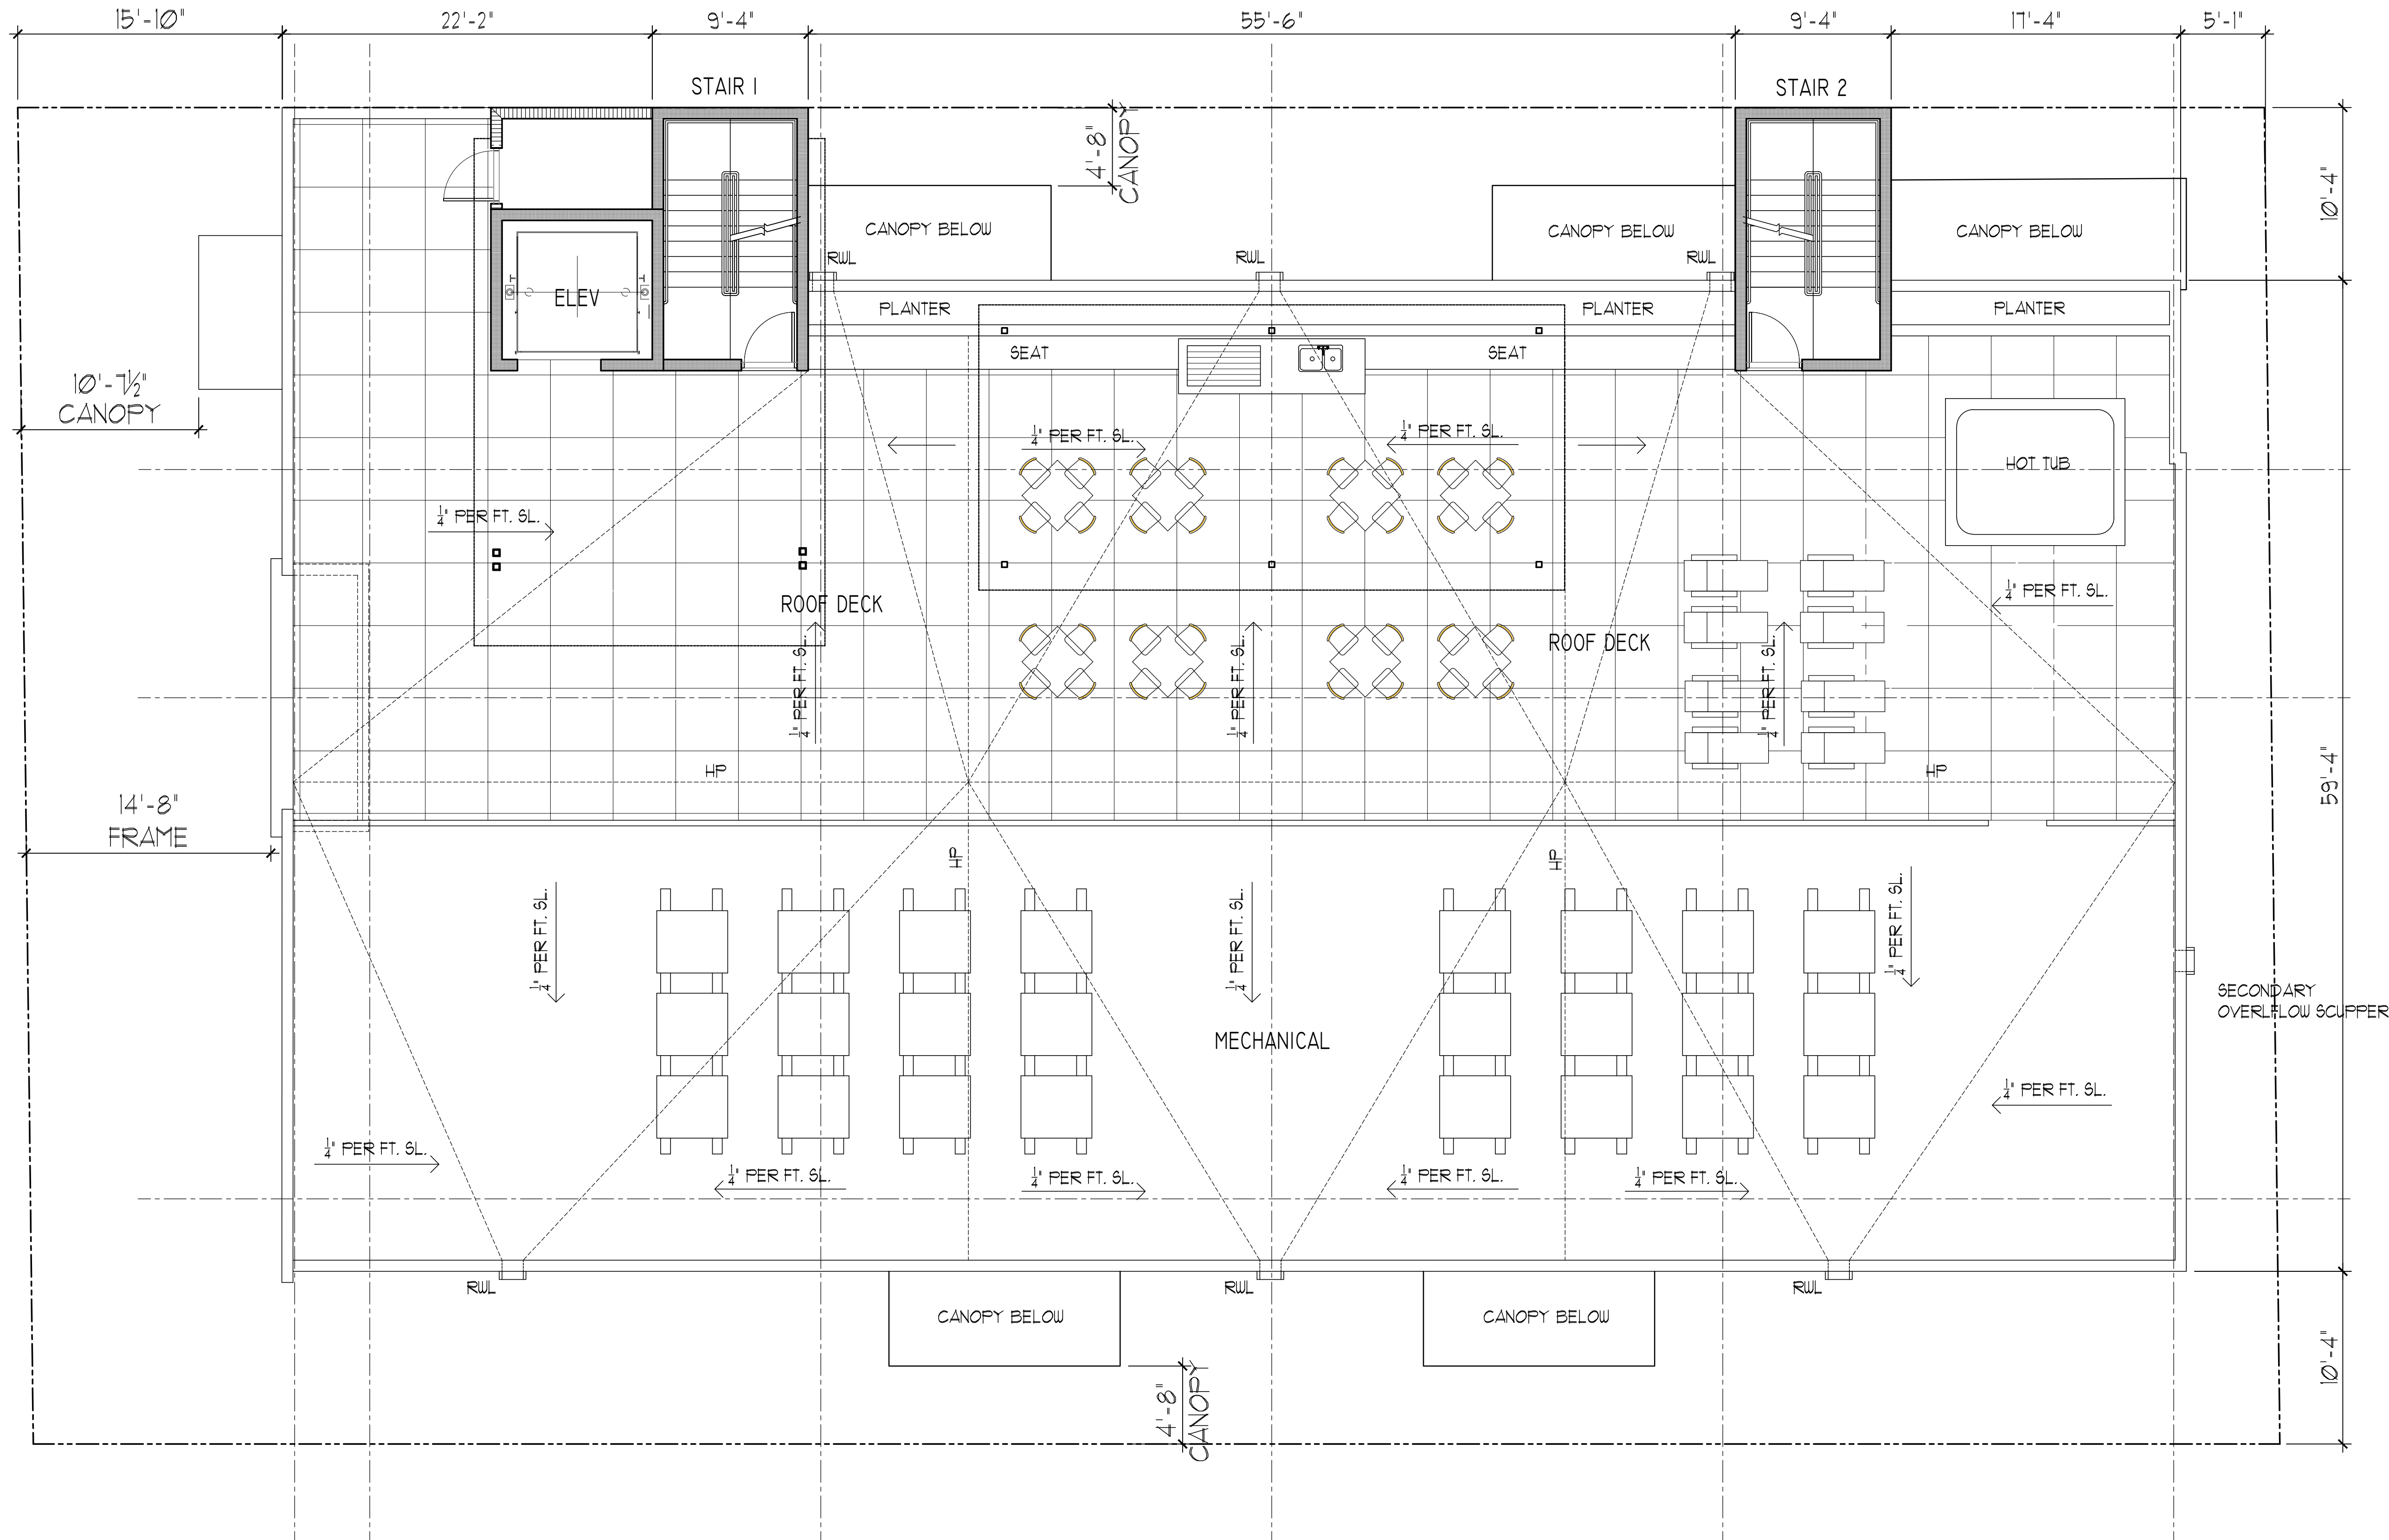 15'-10"
22'-2"
9'-4"
55'-6"
9'-4"
17'-4"
5'-1"
STAIR 1
STAIR 2
4'-8"
CANOPY
10'-4"
CANOPY BELOW
CANOPY BELOW
CANOPY BELOW
RWL
RWL
RWL
ELEV
PLANTER
PLANTER
PLANTER
SEAT
SEAT
10'-7½"
CANOPY
¼" PER FT. SL.
¼" PER FT. SL.
HOT TUB
¼" PER FT. SL.
¼" PER FT. SL.
ROOF DECK
ROOF DECK
¼" PER FT. SL.
¼" PER FT. SL.
¼" PER FT. SL.
HP
HP
14'-8"
FRAME
59'-4"
HP
HP
¼" PER FT. SL.
¼" PER FT. SL.
¼" PER FT. SL.
SECONDARY
OVERLFLOW SCUPPER
MECHANICAL
¼" PER FT. SL.
¼" PER FT. SL.
¼" PER FT. SL.
¼" PER FT. SL.
¼" PER FT. SL.
¼" PER FT. SL.
RWL
RWL
RWL
CANOPY BELOW
CANOPY BELOW
10'-4"
4'-8"
CANOPY